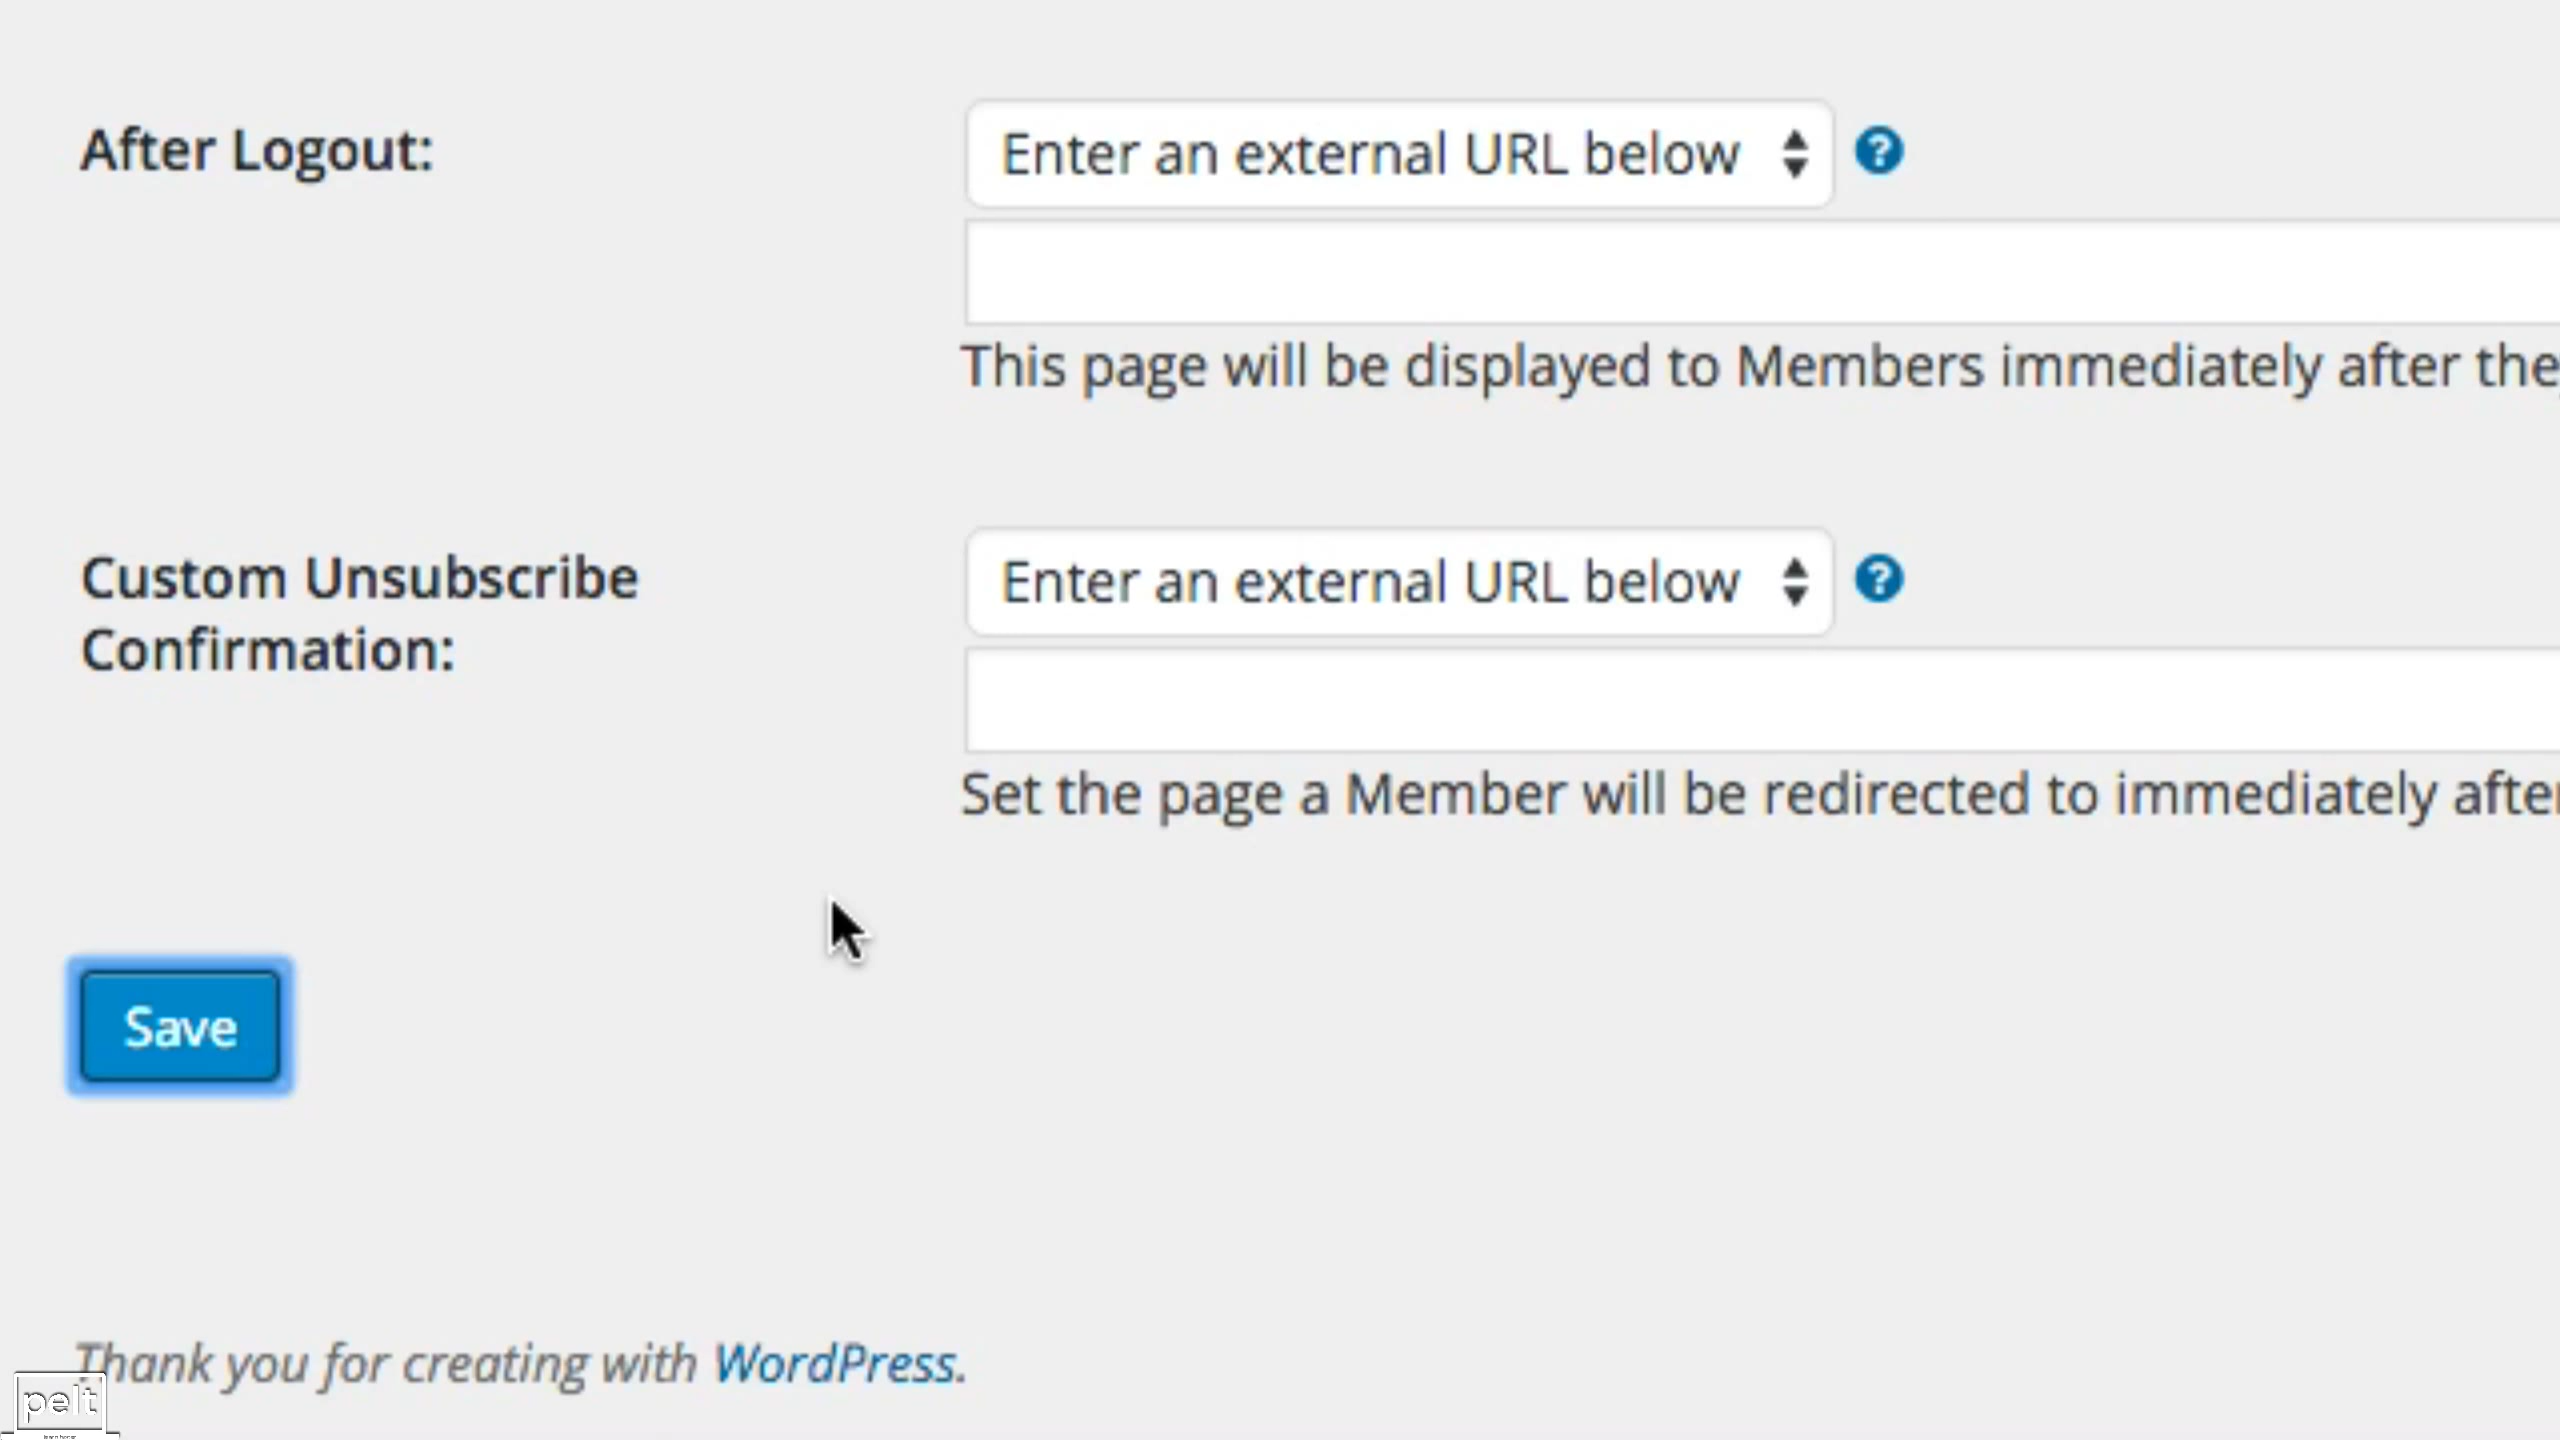 After Logout:
Enter an external URL below
This page will be displayed to Members immediately after the
Custom Unsubscribe
Confirmation:
Enter an external URL below
Set the page a Member will be redirected to immediately after
Save
Thank you for creating with WordPress.
pelt